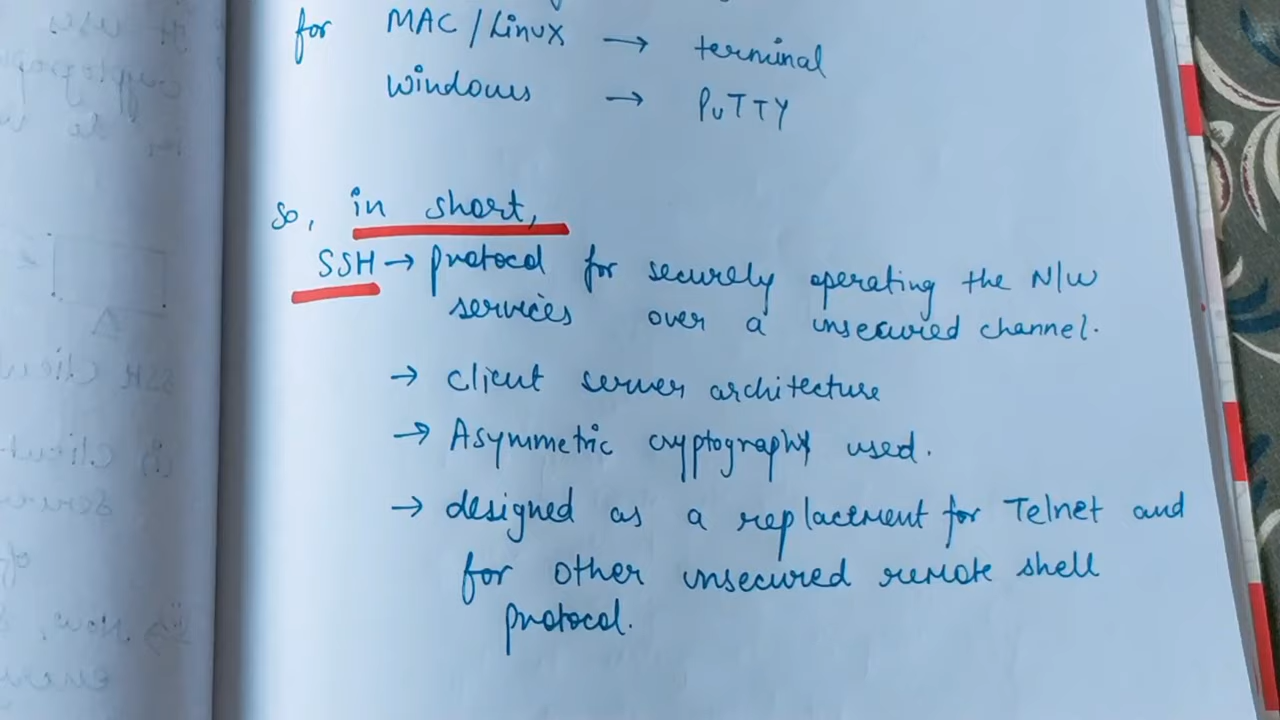 for MAC/Linux → terminal
Windows → PuTTY
So, in short,
SSH → protocol for securely operating the N/W
services over a unsecured channel.
→ client server architecture
→ Asymmetric cryptography used.
→ designed as a replacement for Telnet and
for other unsecured remote shell
protocol.